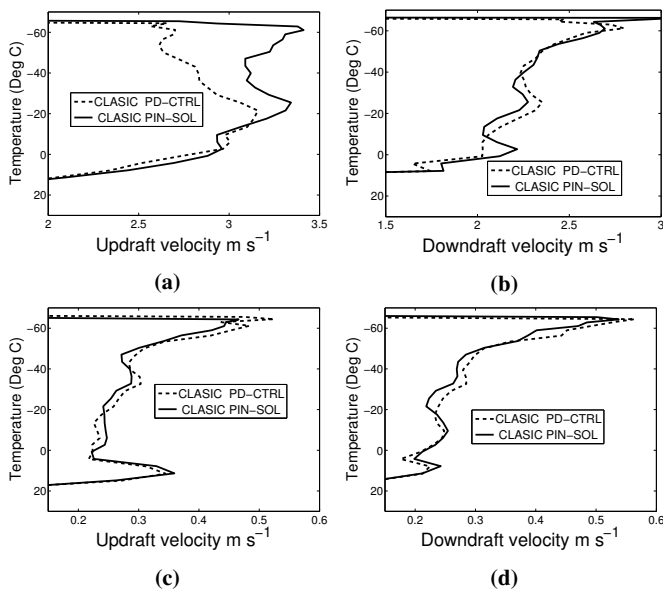 −60
−40
−20
0
20
Temperature (Deg C)
CLASIC PD−CTRL
CLASIC PIN−SOL
2 2.5 3 3.5
Updraft velocity m s−1
(a)
−60
−40
−20
0
20
Temperature (Deg C)
CLASIC PD−CTRL
CLASIC PIN−SOL
1.5 2 2.5 3
Downdraft velocity m s−1
(b)
−60
−40
−20
0
20
Temperature (Deg C)
CLASIC PD−CTRL
CLASIC PIN−SOL
0.2 0.3 0.4 0.5 0.6
Updraft velocity m s−1
(c)
−60
−40
−20
0
20
Temperature (Deg C)
CLASIC PD−CTRL
CLASIC PIN−SOL
0.2 0.3 0.4 0.5 0.6
Downdraft velocity m s−1
(d)